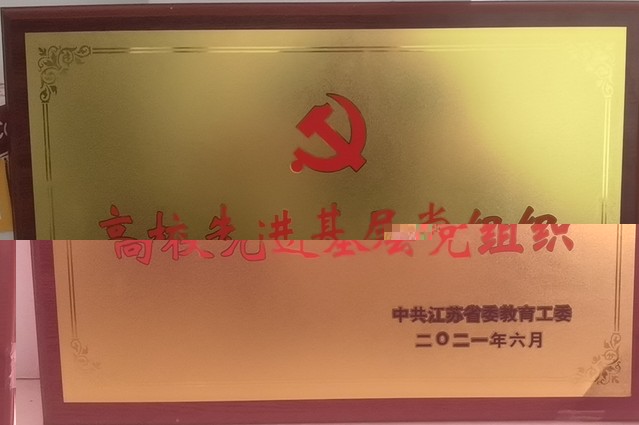 高校先进基层党组织
中共江苏省委教育工委
二〇二一年六月